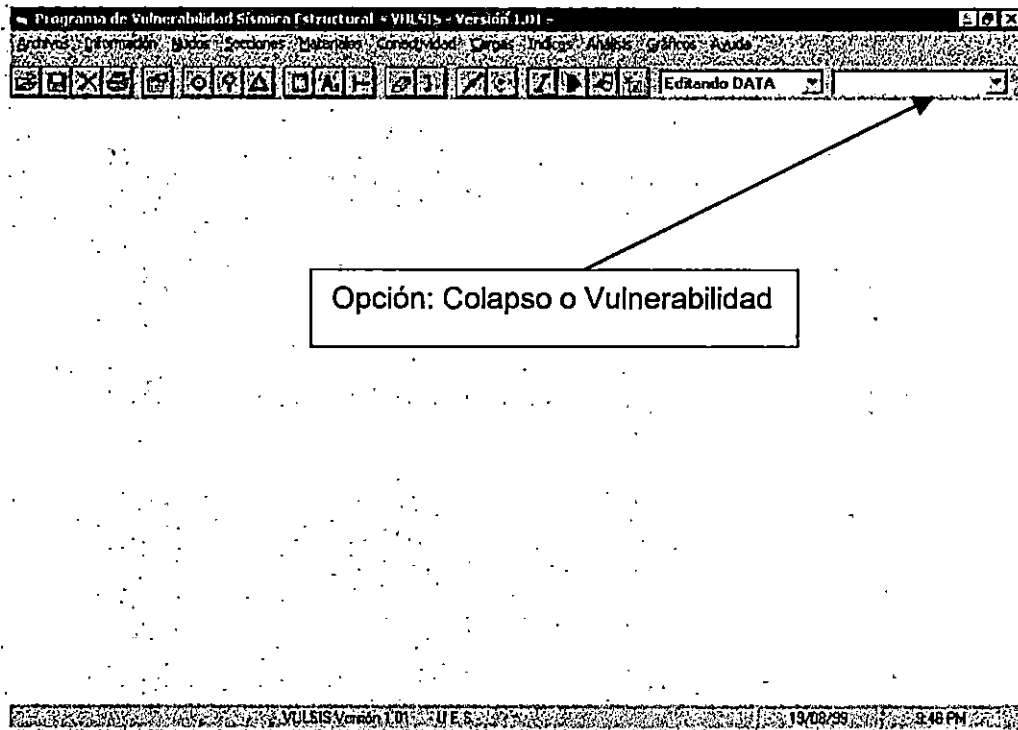 Programa de Vulnerabilidad Sísmica Estructural - VULSIS - Versión 1.01 -
Archivos Información Nudos Secciones Materiales Conectividad Cargas Indices Análisis Gráficos Ayuda
Editando DATA
Opción: Colapso o Vulnerabilidad
VULSIS Versión 1.01 U E S 19/08/99 9:48 PM